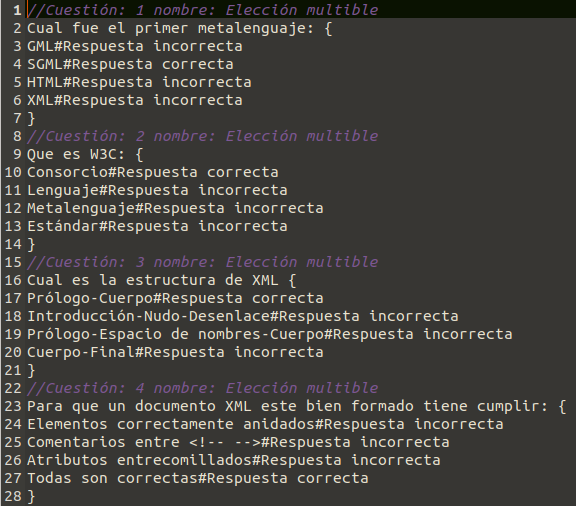 1 //Cuestión: 1 nombre: Elección multible
2 Cual fue el primer metalenguaje: {
3 GML#Respuesta incorrecta
4 SGML#Respuesta correcta
5 HTML#Respuesta incorrecta
6 XML#Respuesta incorrecta
7 }
8 //Cuestión: 2 nombre: Elección multible
9 Que es W3C: {
10 Consorcio#Respuesta correcta
11 Lenguaje#Respuesta incorrecta
12 Metalenguaje#Respuesta incorrecta
13 Estándar#Respuesta incorrecta
14 }
15 //Cuestión: 3 nombre: Elección multible
16 Cual es la estructura de XML {
17 Prólogo-Cuerpo#Respuesta correcta
18 Introducción-Nudo-Desenlace#Respuesta incorrecta
19 Prólogo-Espacio de nombres-Cuerpo#Respuesta incorrecta
20 Cuerpo-Final#Respuesta incorrecta
21 }
22 //Cuestión: 4 nombre: Elección multible
23 Para que un documento XML este bien formado tiene cumplir: {
24 Elementos correctamente anidados#Respuesta incorrecta
25 Comentarios entre <!-- -->#Respuesta incorrecta
26 Atributos entrecomillados#Respuesta incorrecta
27 Todas son correctas#Respuesta correcta
28 }